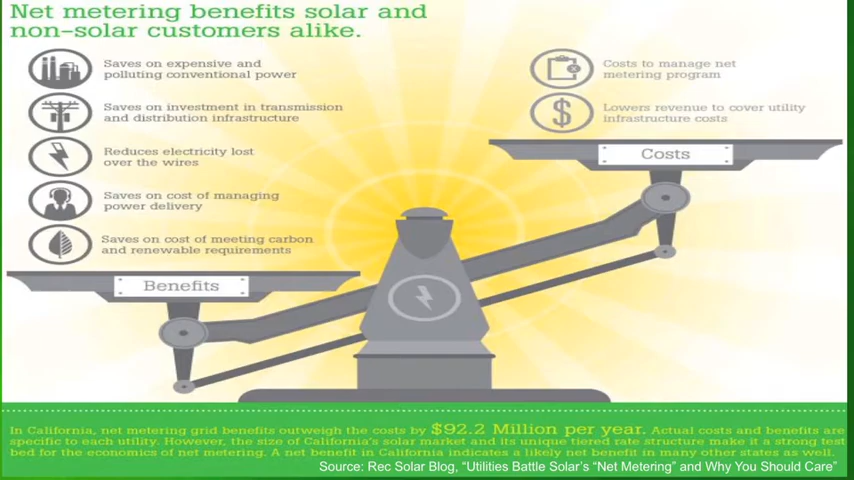 Net metering benefits solar and
non-solar customers alike.
Saves on expensive and
polluting conventional power
Saves on investment in transmission
and distribution infrastructure
Reduces electricity lost
over the wires
Saves on cost of managing
power delivery
Saves on cost of meeting carbon
and renewable requirements
Benefits
Costs to manage net
metering program
$
Lowers revenue to cover utility
infrastructure costs
Costs
In California, net metering grid benefits outweigh the costs by $92.2 Million per year. Actual costs and benefits are
specific to each utility. However, the size of California's solar market and its unique tiered rate structure make it a strong test
bed for the economics of net metering. A net benefit in California indicates a likely net benefit in many other states as well.
Source: Rec Solar Blog, "Utilities Battle Solar's "Net Metering" and Why You Should Care"